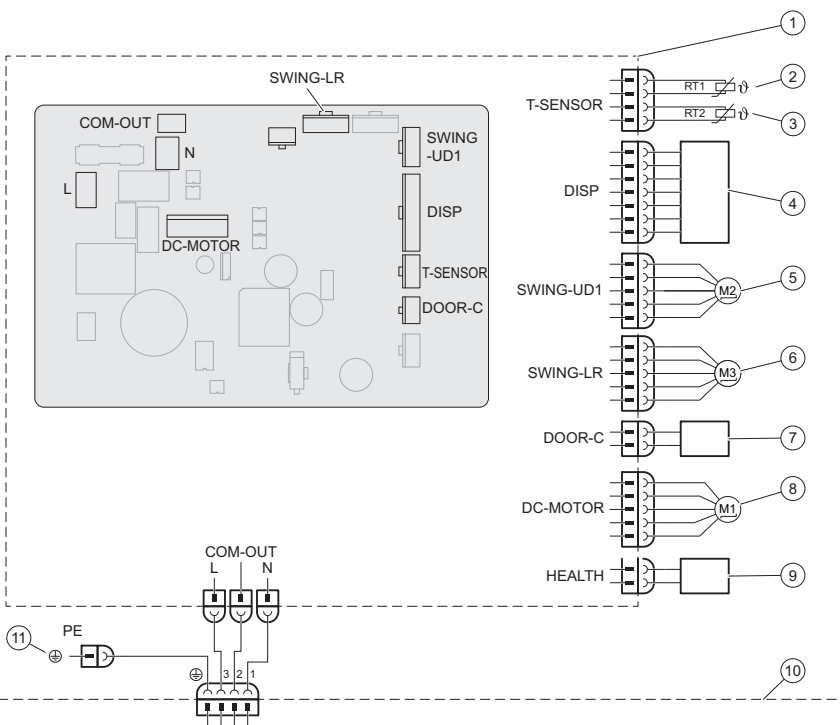 1
SWING-LR
2
RT1 ϑ
T-SENSOR
RT2 ϑ
3
COM-OUT
N
SWING
-UD1
L
DISP
4
DISP
DC-MOTOR
T-SENSOR
DOOR-C
SWING-UD1
M2
5
SWING-LR
M3
6
DOOR-C
7
DC-MOTOR
M1
8
COM-OUT
L N
HEALTH
9
11
PE
3 2 1
10